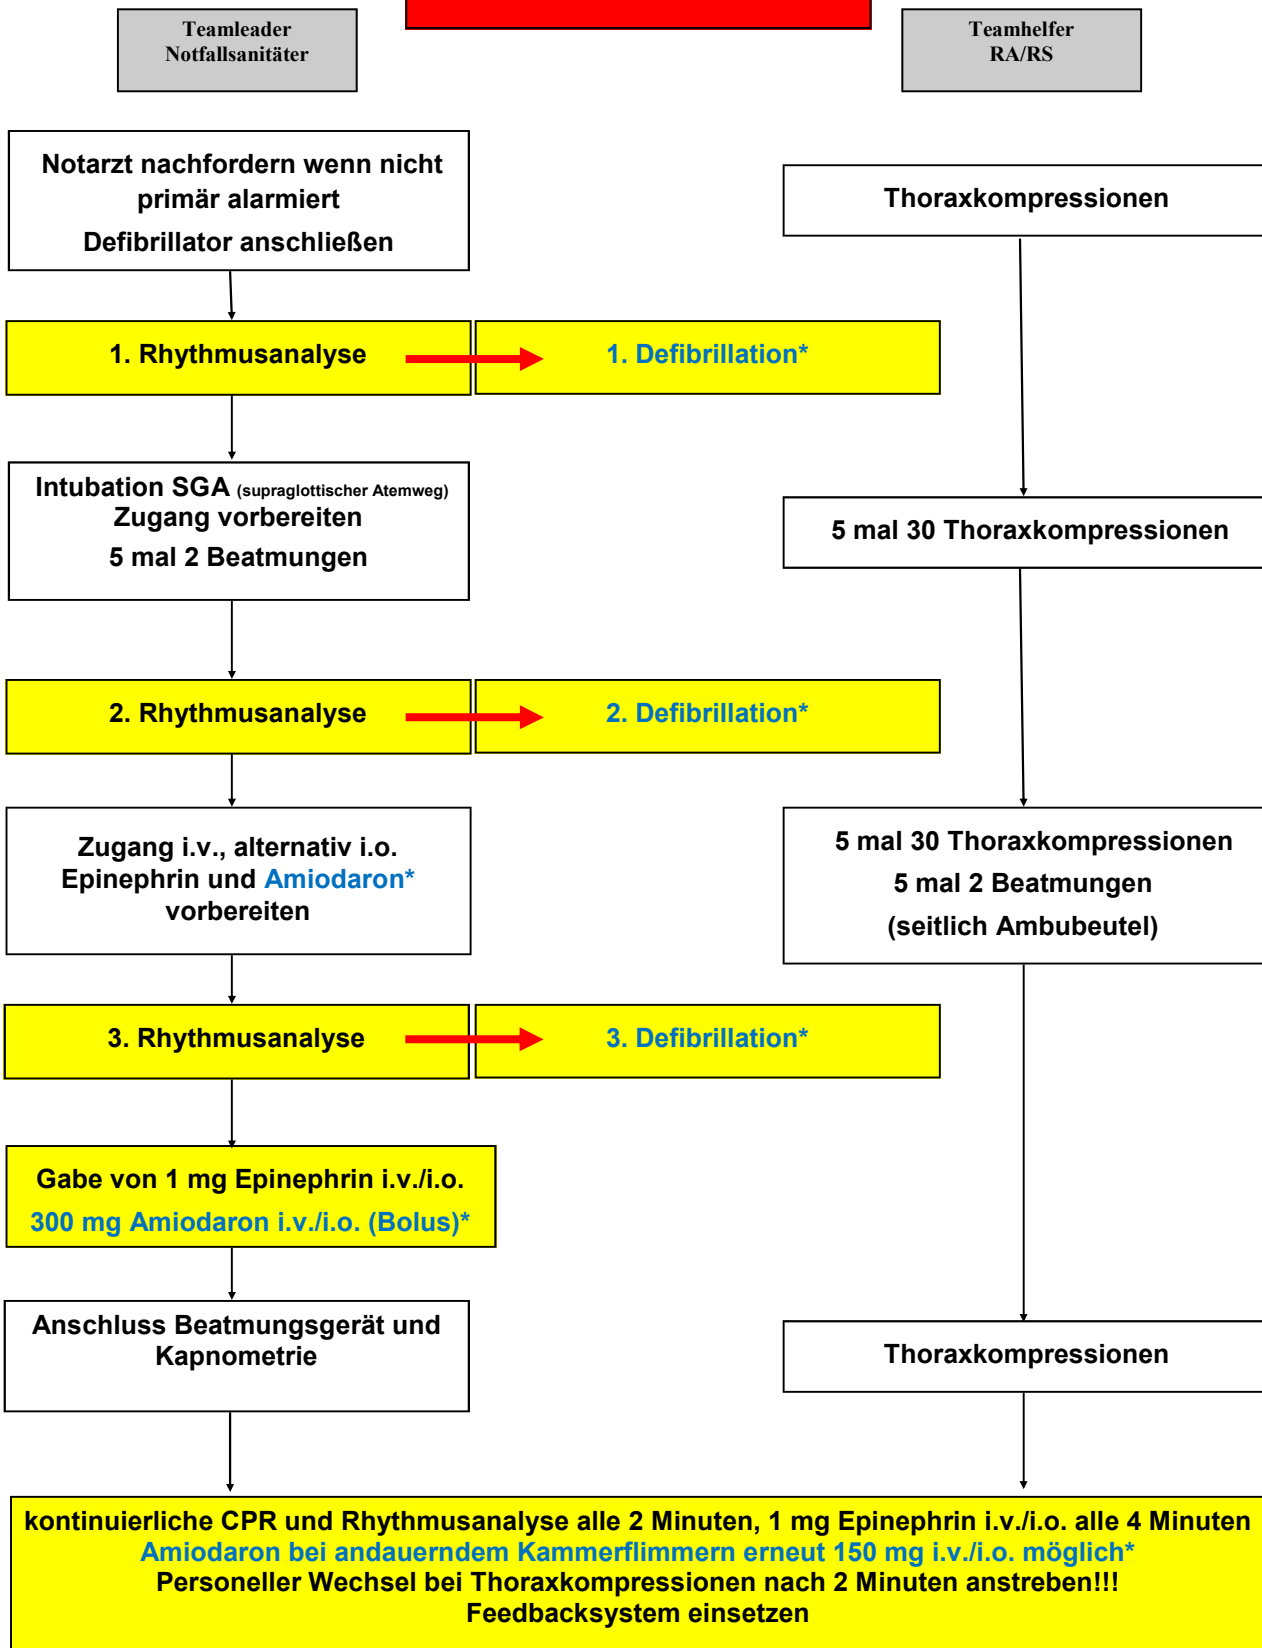 Teamleader
Notfallsanitäter
Teamhelfer
RA/RS
Notarzt nachfordern wenn nicht
primär alarmiert
Defibrillator anschließen
Thoraxkompressionen
1. Rhythmusanalyse
1. Defibrillation*
Intubation SGA (supraglottischer Atemweg)
Zugang vorbereiten
5 mal 2 Beatmungen
5 mal 30 Thoraxkompressionen
2. Rhythmusanalyse
2. Defibrillation*
Zugang i.v., alternativ i.o.
Epinephrin und Amiodaron*
vorbereiten
5 mal 30 Thoraxkompressionen
5 mal 2 Beatmungen
(seitlich Ambubeutel)
3. Rhythmusanalyse
3. Defibrillation*
Gabe von 1 mg Epinephrin i.v./i.o.
300 mg Amiodaron i.v./i.o. (Bolus)*
Anschluss Beatmungsgerät und
Kapnometrie
Thoraxkompressionen
kontinuierliche CPR und Rhythmusanalyse alle 2 Minuten, 1 mg Epinephrin i.v./i.o. alle 4 Minuten
Amiodaron bei andauerndem Kammerflimmern erneut 150 mg i.v./i.o. möglich*
Personeller Wechsel bei Thoraxkompressionen nach 2 Minuten anstreben!!!
Feedbacksystem einsetzen